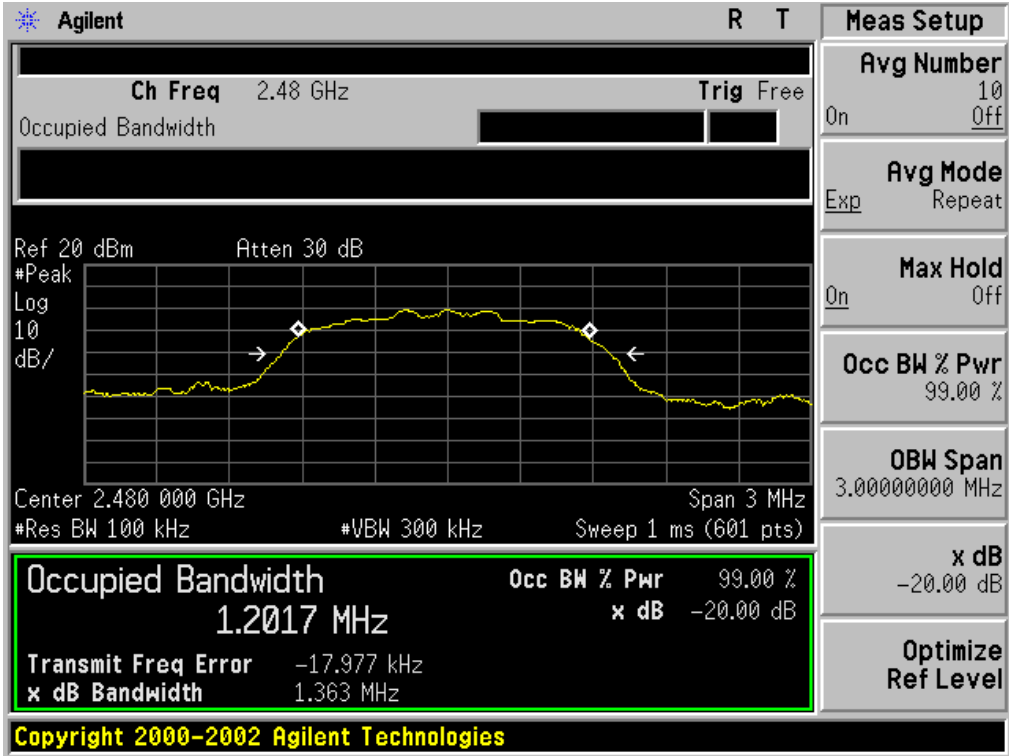 Agilent R T
Ch Freq 2.48 GHz Trig Free
Occupied Bandwidth
Ref 20 dBm Atten 30 dB
#Peak
Log
10
dB/
Center 2.480 000 GHz Span 3 MHz
#Res BW 100 kHz #VBW 300 kHz Sweep 1 ms (601 pts)
Occupied Bandwidth Occ BW % Pwr 99.00 %
1.2017 MHz x dB -20.00 dB
Transmit Freq Error -17.977 kHz
x dB Bandwidth 1.363 MHz
Copyright 2000-2002 Agilent Technologies
Meas Setup
Avg Number
10
On Off
Avg Mode
Exp Repeat
Max Hold
On Off
Occ BW % Pwr
99.00 %
OBW Span
3.00000000 MHz
x dB
-20.00 dB
Optimize
Ref Level